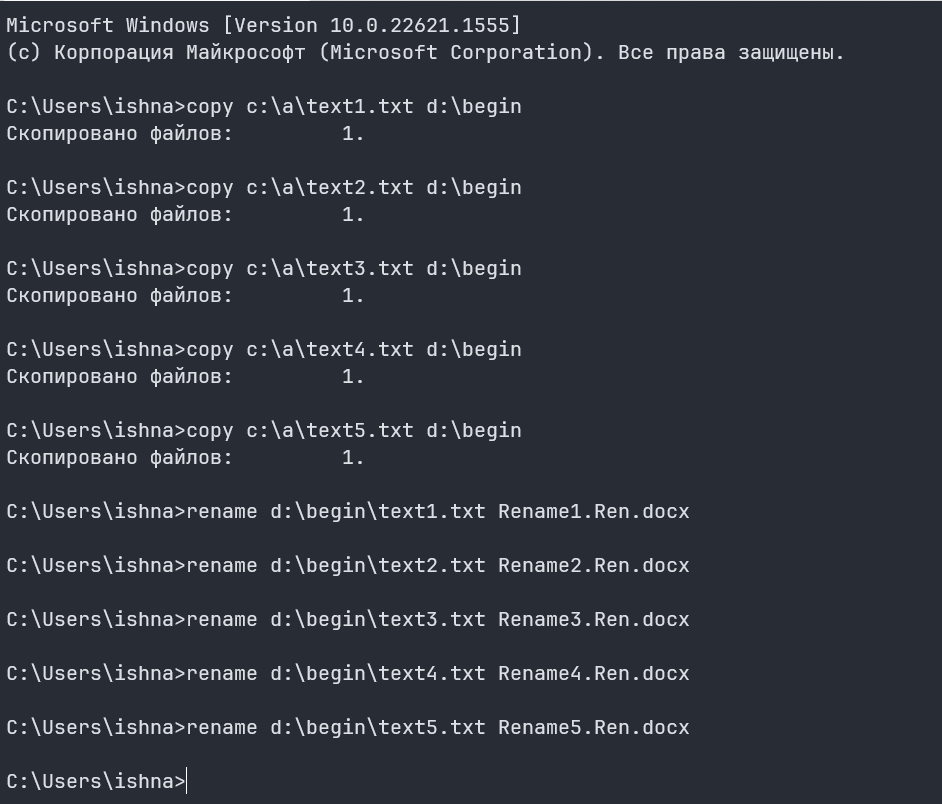 Microsoft Windows [Version 10.0.22621.1555]
(c) Корпорация Майкрософт (Microsoft Corporation). Все права защищены.
C:\Users\ishna>copy c:\a\text1.txt d:\begin
Скопировано файлов:         1.
C:\Users\ishna>copy c:\a\text2.txt d:\begin
Скопировано файлов:         1.
C:\Users\ishna>copy c:\a\text3.txt d:\begin
Скопировано файлов:         1.
C:\Users\ishna>copy c:\a\text4.txt d:\begin
Скопировано файлов:         1.
C:\Users\ishna>copy c:\a\text5.txt d:\begin
Скопировано файлов:         1.
C:\Users\ishna>rename d:\begin\text1.txt Rename1.Ren.docx
C:\Users\ishna>rename d:\begin\text2.txt Rename2.Ren.docx
C:\Users\ishna>rename d:\begin\text3.txt Rename3.Ren.docx
C:\Users\ishna>rename d:\begin\text4.txt Rename4.Ren.docx
C:\Users\ishna>rename d:\begin\text5.txt Rename5.Ren.docx
C:\Users\ishna>